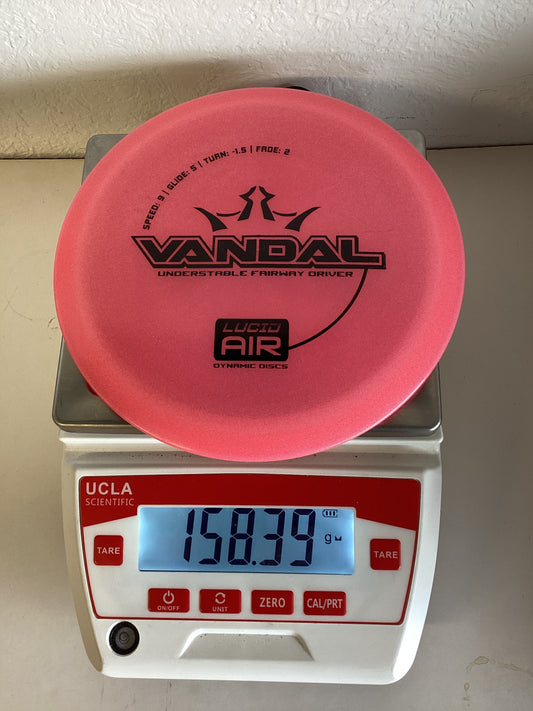 SPEED: 9 | GLIDE: 5 | TURN: -1.5 | FADE: 2
VANDAL
UNDERSTABLE FAIRWAY DRIVER
LUCID
AIR
DYNAMIC DISCS
UCLA
SCIENTIFIC
158.39 g
TARE
TARE
ON/OFF
UNIT
ZERO
CAL/PRT